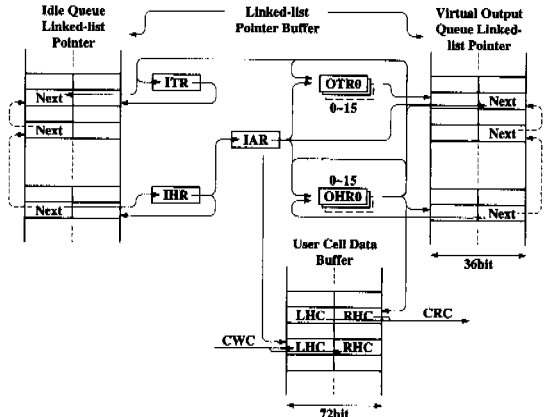 Idle Queue
Linked-list
Pointer
Linked-list
Pointer Buffer
Virtual Output
Queue Linked-
list Pointer
Next
ITR
OTR0
0~15
Next
Next
IAR
Next
0~15
IHR
OHR0
Next
Next
36bit
User Cell Data
Buffer
LHC
RHC
CRC
CWC
LHC
RHC
72bit